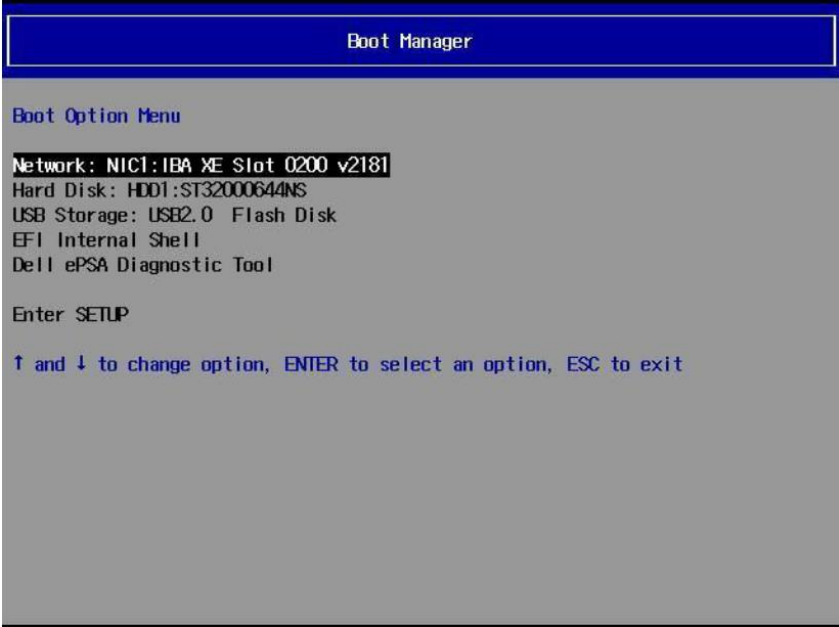 Boot Manager
Boot Option Menu
Network: NIC1:IBA XE Slot 0200 v2181
Hard Disk: HDD1:ST32000644NS
USB Storage: USB2.0 Flash Disk
EFI Internal Shell
Dell ePSA Diagnostic Tool
Enter SETUP
↑ and ↓ to change option, ENTER to select an option, ESC to exit